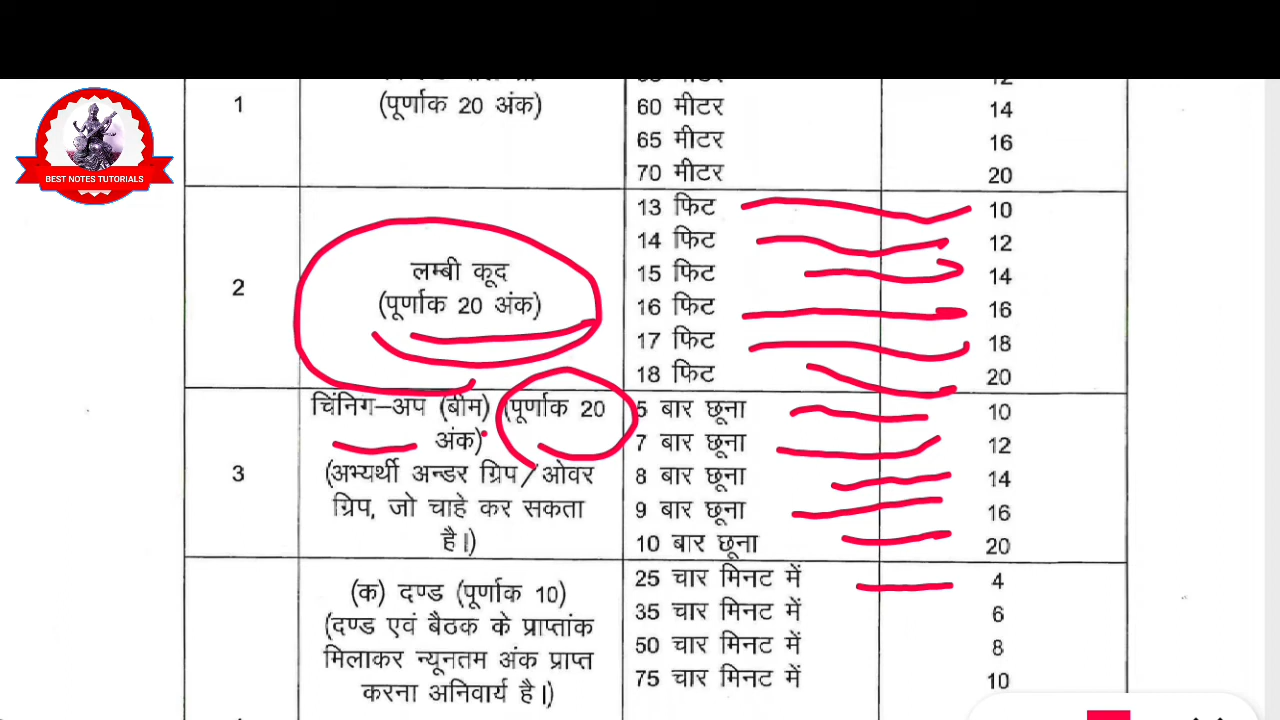 BEST NOTES TUTORIALS
1
(पूर्णाक 20 अंक)
60 मीटर 14
65 मीटर 16
70 मीटर 20
2
लम्बी कूद
(पूर्णाक 20 अंक)
13 फिट 10
14 फिट 12
15 फिट 14
16 फिट 16
17 फिट 18
18 फिट 20
3
चिंनिग–अप (बीम) (पूर्णाक 20
अंक)
(अभ्यर्थी अन्डर ग्रिप/ओवर
ग्रिप, जो चाहे कर सकता
है।)
5 बार छूना 10
7 बार छूना 12
8 बार छूना 14
9 बार छूना 16
10 बार छूना 20
(क) दण्ड (पूर्णाक 10)
(दण्ड एवं बैठक के प्राप्तांक
मिलाकर न्यूनतम अंक प्राप्त
करना अनिवार्य है।)
25 चार मिनट में 4
35 चार मिनट में 6
50 चार मिनट में 8
75 चार मिनट में 10